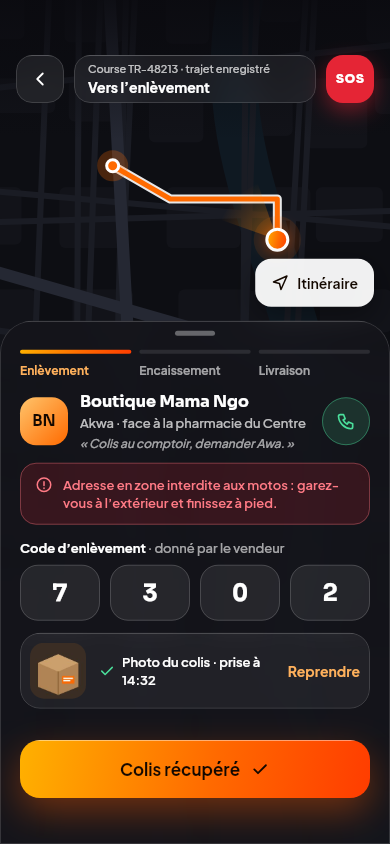 Course TR-48213 · trajet enregistré
Vers l’enlèvement
SOS
Itinéraire
Enlèvement
Encaissement
Livraison
BN
Boutique Mama Ngo
Akwa · face à la pharmacie du Centre
« Colis au comptoir, demander Awa. »
Adresse en zone interdite aux motos : garez-
vous à l’extérieur et finissez à pied.
Code d’enlèvement · donné par le vendeur
7 3 0 2
Photo du colis · prise à
14:32
Reprendre
Colis récupéré